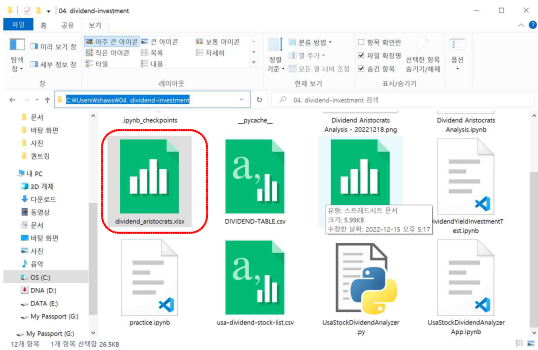 04. dividend-investment
파일 홈 공유 보기
미리 보기 창
세부 정보 창
탐색 창
아주 큰 아이콘 큰 아이콘 보통 아이콘
작은 아이콘 목록 자세히
타일 내용
정렬 기준
분류 방법
열 추가
모든 열 너비 조정
항목 확인란
파일 확장명
숨긴 항목
선택한 항목 숨기기/해제
옵션
창 레이아웃 현재 보기 표시/숨기기
C:\Users\shaws\04. dividend-investment
04. dividend-investment 검색
문서
바탕 화면
사진
캠트징
내 PC
3D 개체
다운로드
동영상
문서
바탕 화면
사진
음악
OS (C:)
DNA (D:)
DATA (E:)
My Passport (G:)
My Passport (G:)
.ipynb_checkpoints
__pycache__
Dividend Aristocrats Analysis - 20221218.png
Dividend Aristocrats Analysis.ipynb
dividend_aristocrats.xlsx
DIVIDEND-TABLE.csv
유형: 스프레드시트 문서
크기: 5.99KB
수정한 날짜: 2022-12-15 오후 5:17
DividendYieldInvestmentTest.ipynb
practice.ipynb
usa-dividend-stock-list.csv
UsaStockDividendAnalyzer.py
UsaStockDividendAnalyzerApp.ipynb
12개 항목 1개 항목 선택함 26.5KB